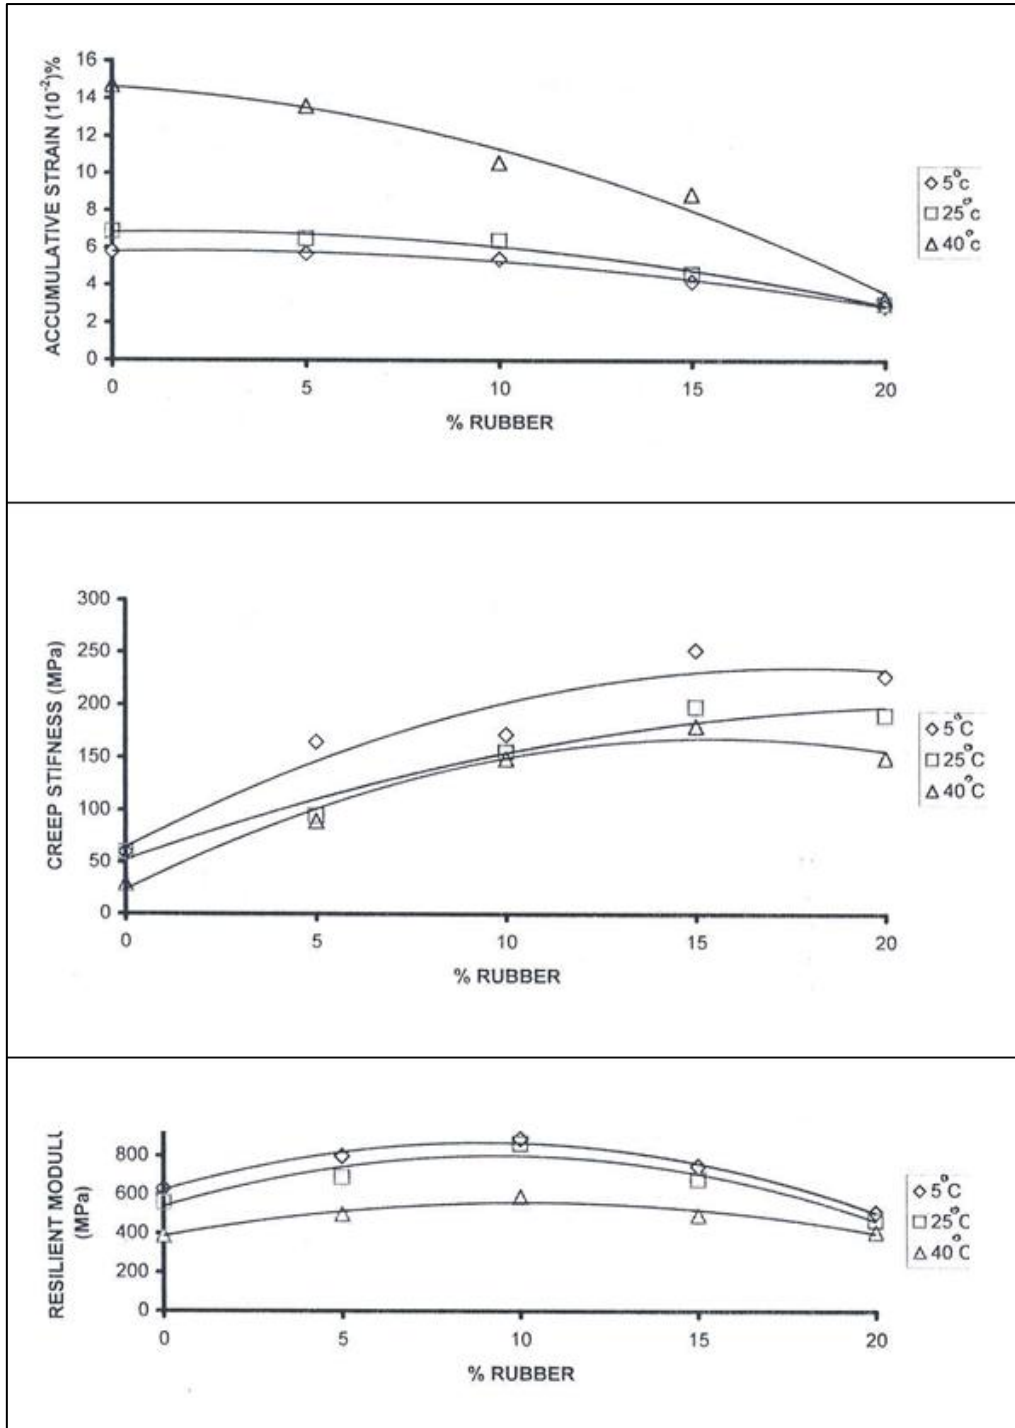 ACCUMULATIVE STRAIN (10⁻²)%
16
14
12
10
8
6
4
2
0
0 5 10 15 20
% RUBBER
5°c
25°c
40°c
CREEP STIFNESS (MPa)
300
250
200
150
100
50
0
0 5 10 15 20
% RUBBER
5°C
25°C
40°C
RESILIENT MODULU
(MPa)
800
600
400
200
0
0 5 10 15 20
% RUBBER
5°C
25°C
40°C